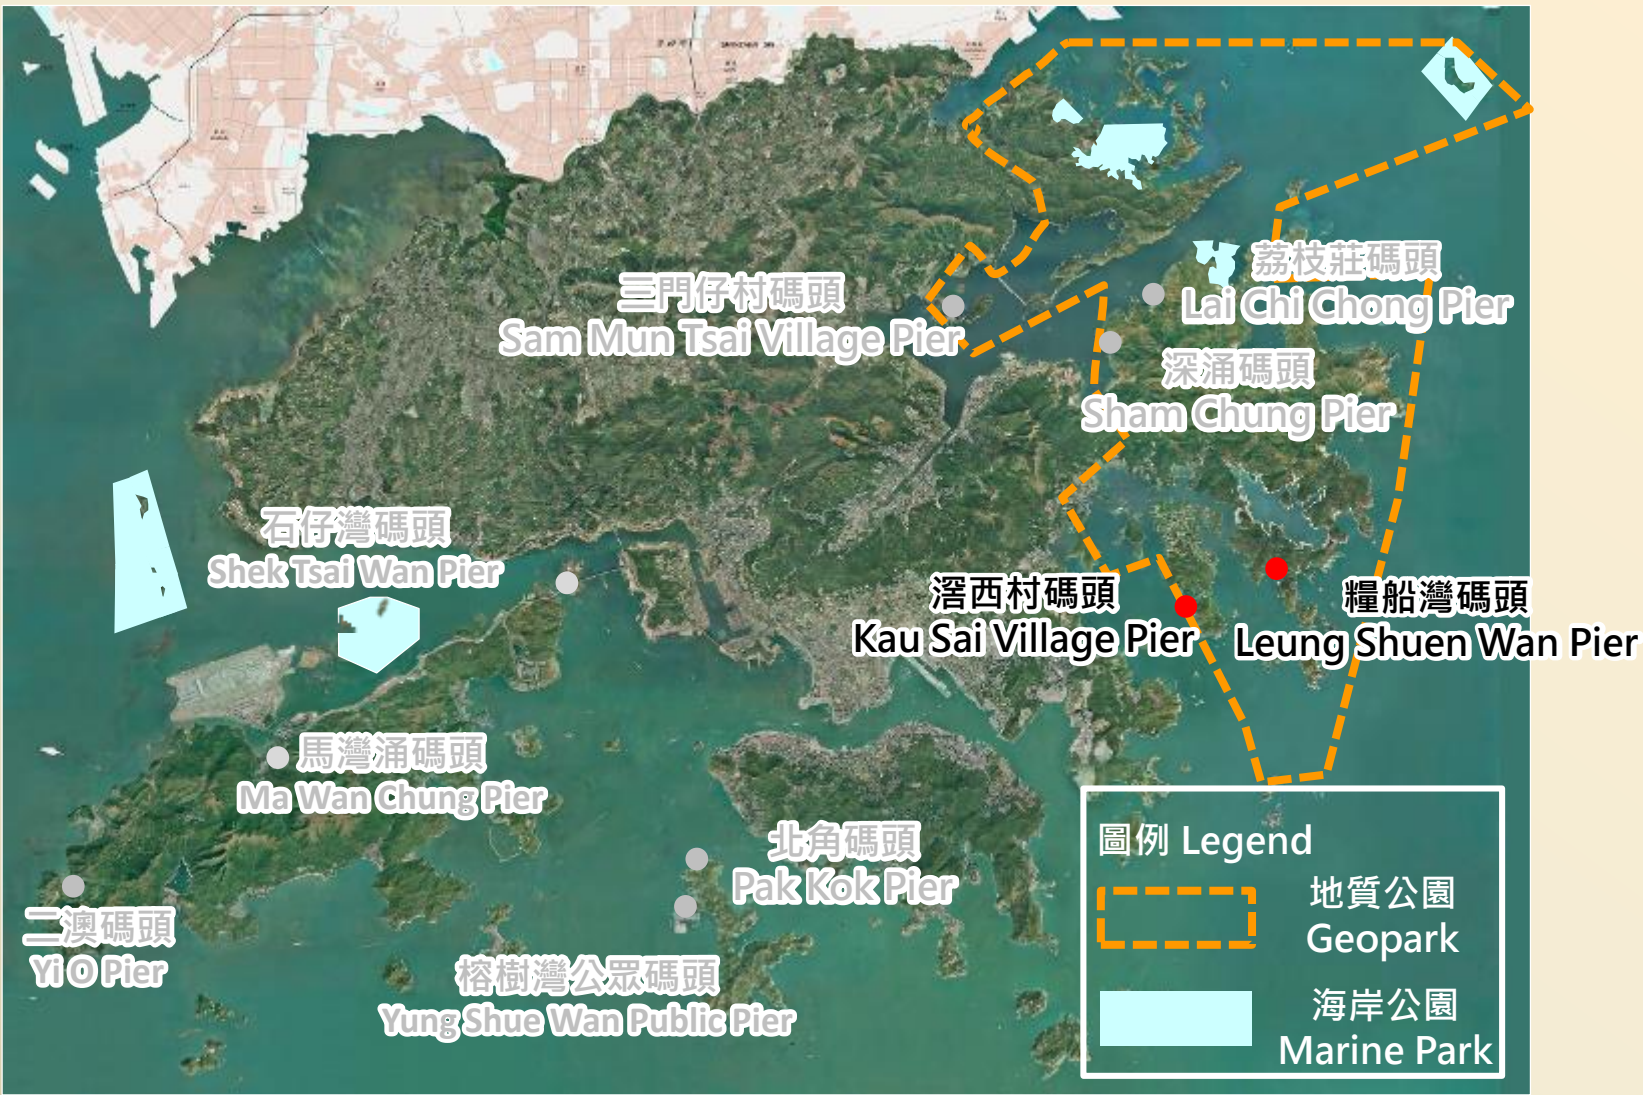 三門仔村碼頭
Sam Mun Tsai Village Pier
荔枝莊碼頭
Lai Chi Chong Pier
深涌碼頭
Sham Chung Pier
石仔灣碼頭
Shek Tsai Wan Pier
滘西村碼頭
Kau Sai Village Pier
糧船灣碼頭
Leung Shuen Wan Pier
馬灣涌碼頭
Ma Wan Chung Pier
北角碼頭
Pak Kok Pier
二澳碼頭
Yi O Pier
榕樹灣公眾碼頭
Yung Shue Wan Public Pier
圖例 Legend
地質公園
Geopark
海岸公園
Marine Park